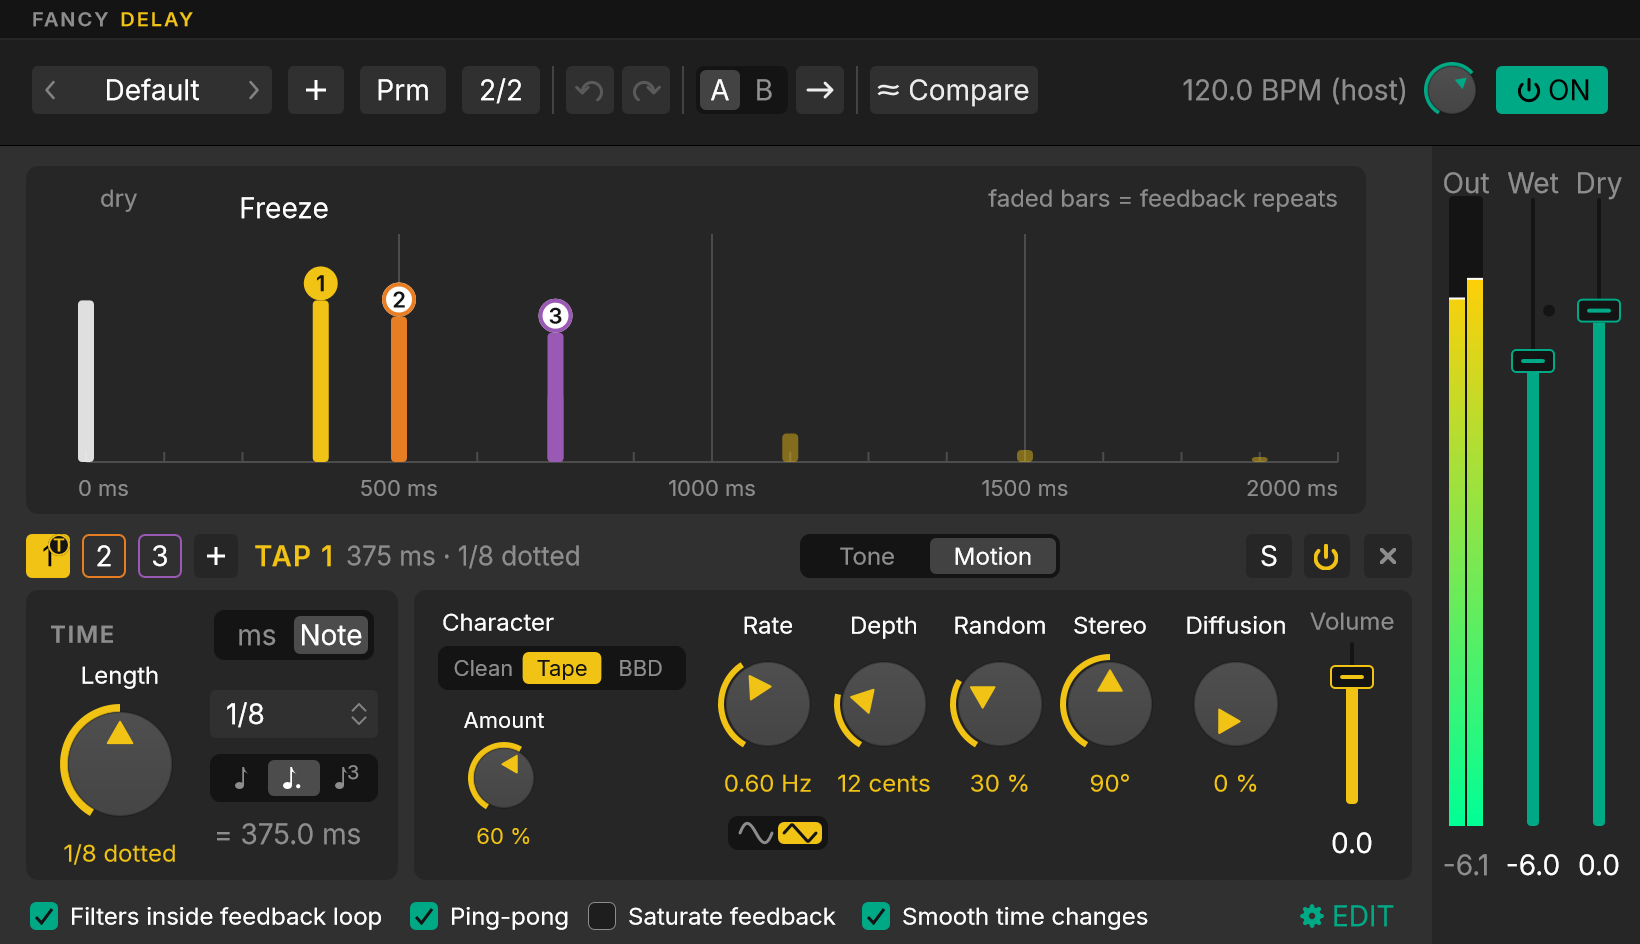 FANCY DELAY
Default + Prm 2/2 A B → ≈ Compare 120.0 BPM (host) ON
dry Freeze faded bars = feedback repeats
1 2 3
0 ms 500 ms 1000 ms 1500 ms 2000 ms
Out Wet Dry
1 T 2 3 + TAP 1 375 ms · 1/8 dotted Tone Motion S ×
TIME ms Note
Length
1/8
3
= 375.0 ms
1/8 dotted
Character
Clean Tape BBD
Amount
60 %
Rate Depth Random Stereo Diffusion Volume
0.60 Hz 12 cents 30 % 90° 0 %
0.0
-6.1 -6.0 0.0
Filters inside feedback loop Ping-pong Saturate feedback Smooth time changes EDIT